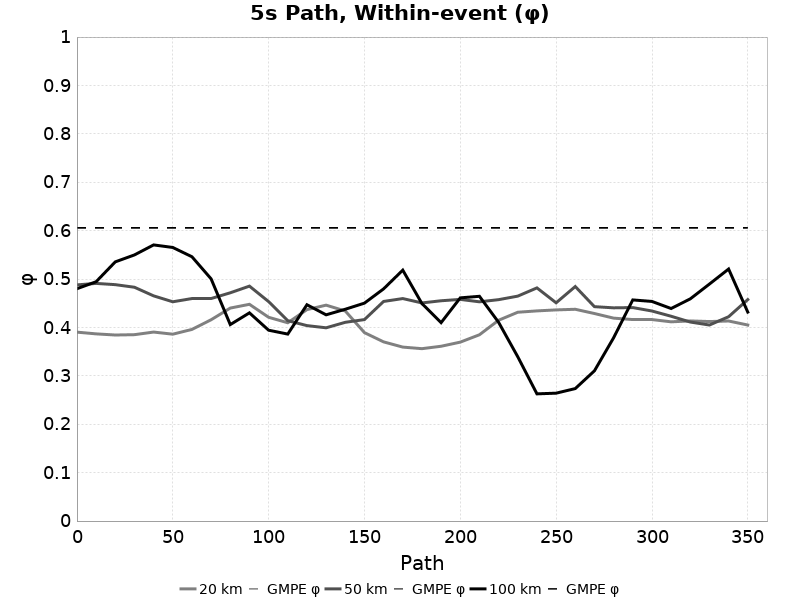 5s Path, Within-event (φ)
1
0.9
0.8
0.7
0.6
0.5
0.4
0.3
0.2
0.1
0
φ
0 50 100 150 200 250 300 350
Path
20 km GMPE φ 50 km GMPE φ 100 km GMPE φ